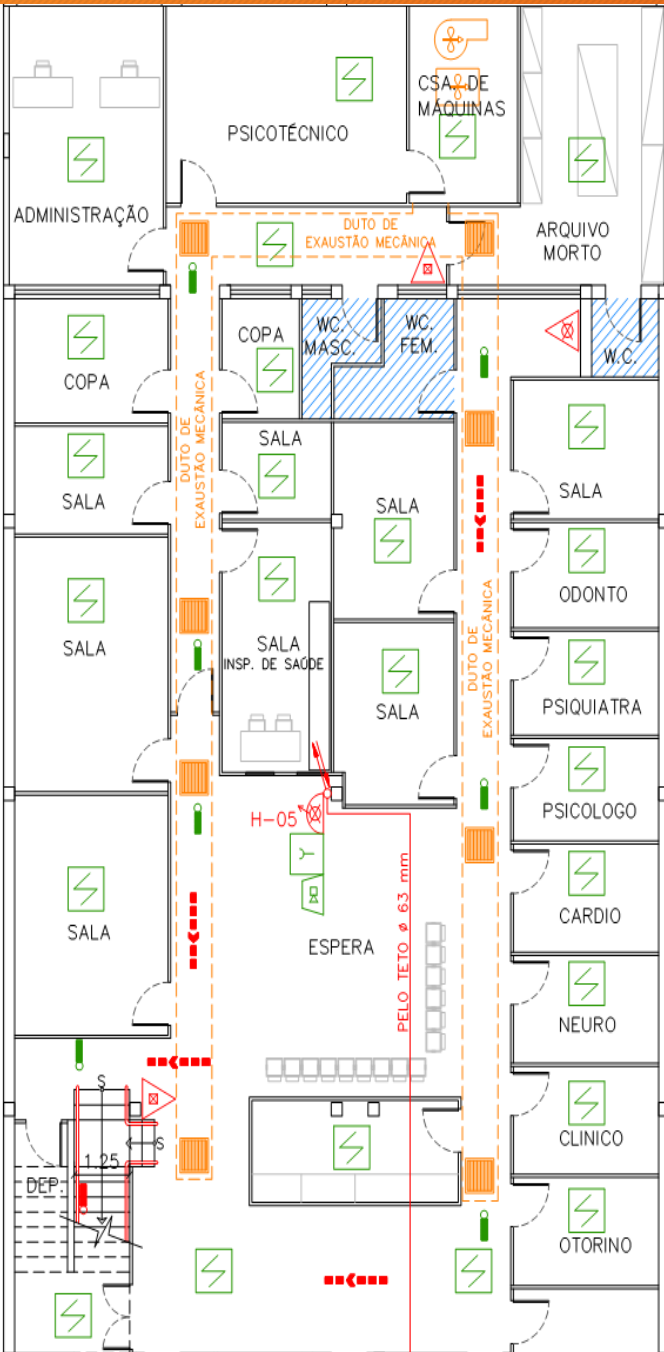 CSA. DE
MÁQUINAS
PSICOTÉCNICO
ADMINISTRAÇÃO
DUTO DE
EXAUSTÃO MECÂNICA
ARQUIVO
MORTO
COPA
COPA
WC.
MASC.
WC.
FEM.
W.C.
DUTO DE
EXAUSTÃO MECÂNICA
SALA
SALA
SALA
SALA
ODONTO
SALA
SALA
INSP. DE SAÚDE
SALA
DUTO DE
EXAUSTÃO MECÂNICA
PSIQUIATRA
PSICOLOGO
H-05
PELO TETO ø 63 mm
SALA
ESPERA
CARDIO
NEURO
S
S
1.25
DEP.
CLINICO
OTORINO